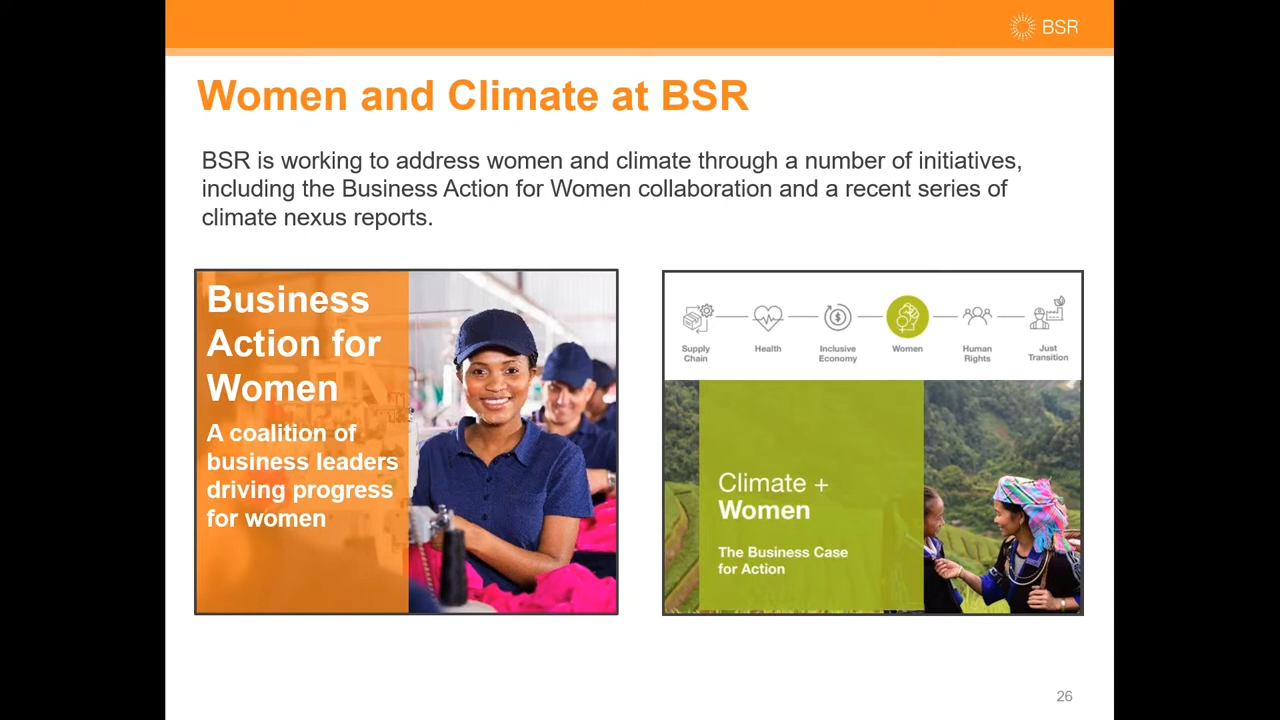 BSR
Women and Climate at BSR
BSR is working to address women and climate through a number of initiatives,
including the Business Action for Women collaboration and a recent series of
climate nexus reports.
Business
Action for
Women
A coalition of
business leaders
driving progress
for women
Supply
Chain
Health
Inclusive
Economy
Women
Human
Rights
Just
Transition
Climate +
Women
The Business Case
for Action
26